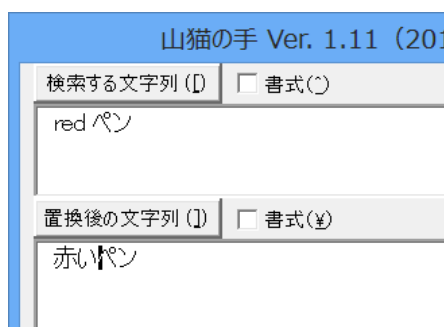 山猫の手 Ver. 1.11（201
検索する文字列 ([) 書式(^)
red ペン
置換後の文字列 (]) 書式(¥)
赤いペン